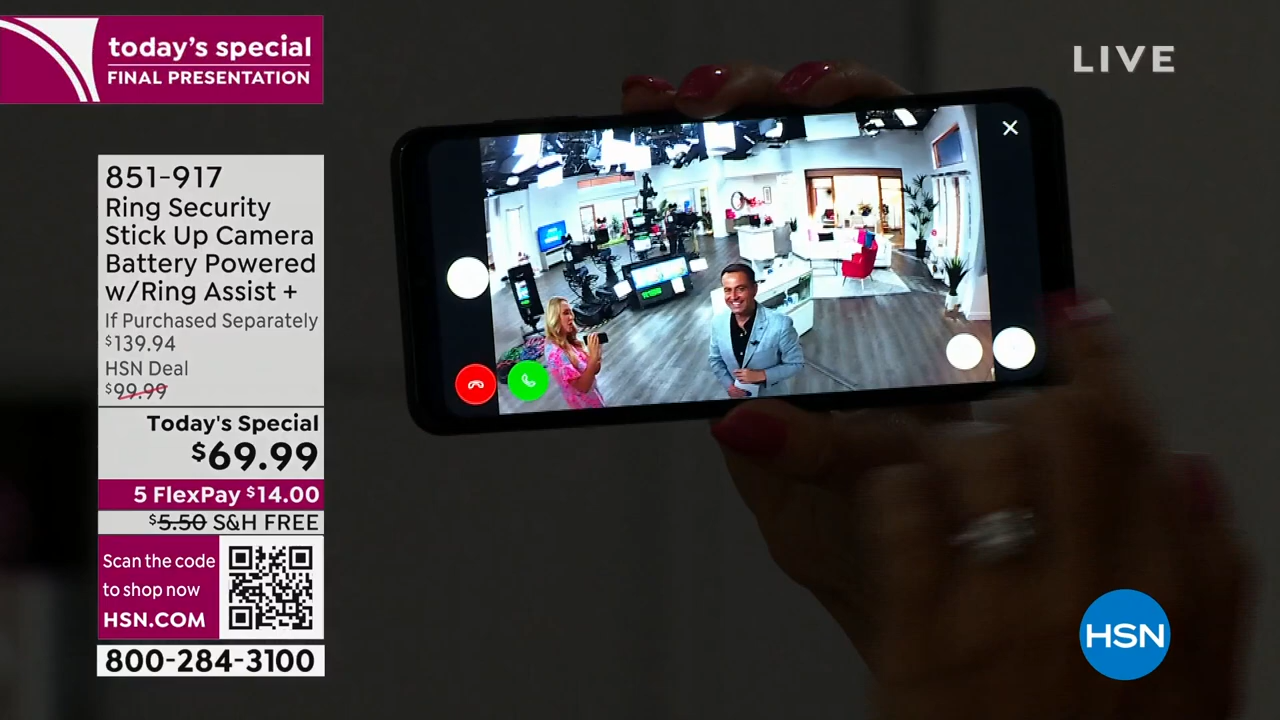 today's special
FINAL PRESENTATION
LIVE
851-917
Ring Security
Stick Up Camera
Battery Powered
w/Ring Assist +
If Purchased Separately
$139.94
HSN Deal
$99.99
Today's Special
$69.99
5 FlexPay $14.00
$5.50 S&H FREE
Scan the code
to shop now
HSN.COM
800-284-3100
HSN